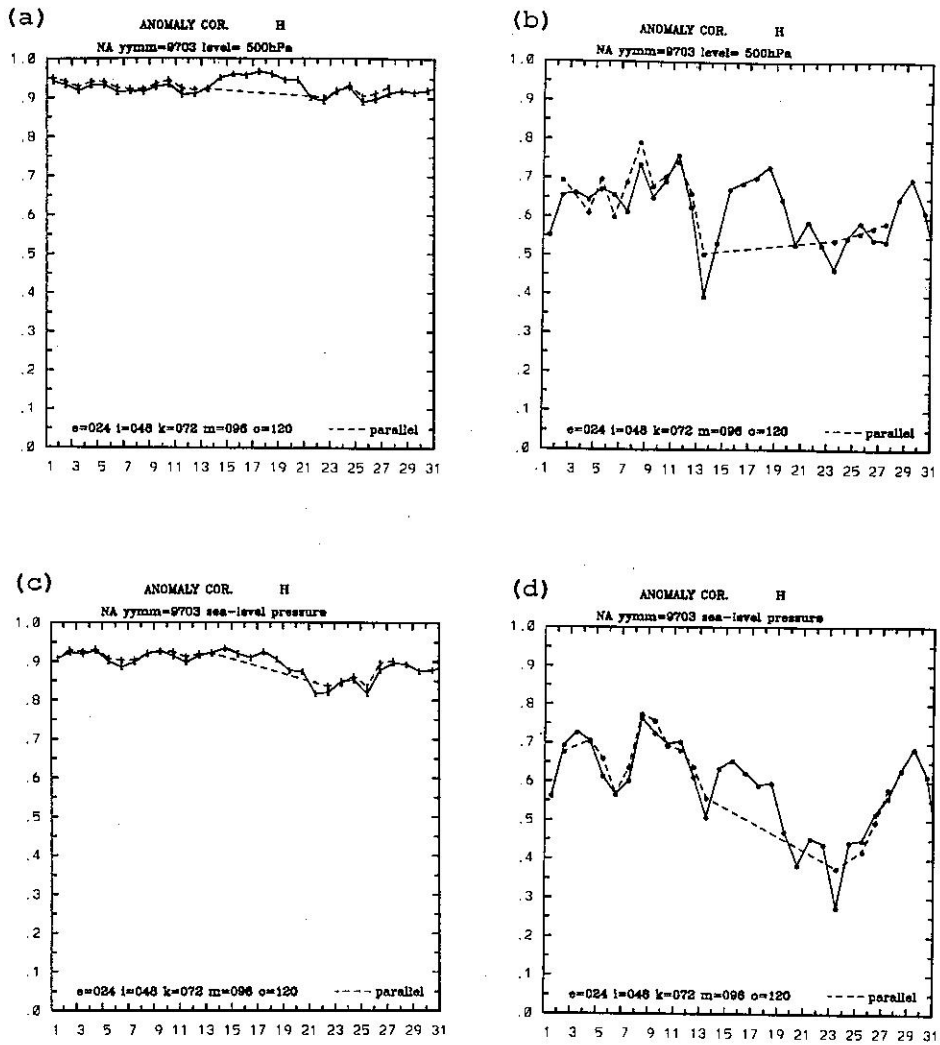 (a)
ANOMALY COR. H
NA yymm=9703 level= 500hPa
1.0
.9
.8
.7
.6
.5
.4
.3
.2
.1
.0
e=024 i=048 k=072 m=096 o=120 parallel
1 3 5 7 9 11 13 15 17 19 21 23 25 27 29 31
(b)
ANOMALY COR. H
NA yymm=9703 level= 500hPa
1.0
.9
.8
.7
.6
.5
.4
.3
.2
.1
.0
e=024 i=048 k=072 m=096 o=120 parallel
1 3 5 7 9 11 13 15 17 19 21 23 25 27 29 31
(c)
ANOMALY COR. H
NA yymm=9703 sea-level pressure
1.0
.9
.8
.7
.6
.5
.4
.3
.2
.1
.0
e=024 i=048 k=072 m=096 o=120 parallel
1 3 5 7 9 11 13 15 17 19 21 23 25 27 29 31
(d)
ANOMALY COR. H
NA yymm=9703 sea-level pressure
1.0
.9
.8
.7
.6
.5
.4
.3
.2
.1
.0
e=024 i=048 k=072 m=096 o=120 parallel
1 3 5 7 9 11 13 15 17 19 21 23 25 27 29 31